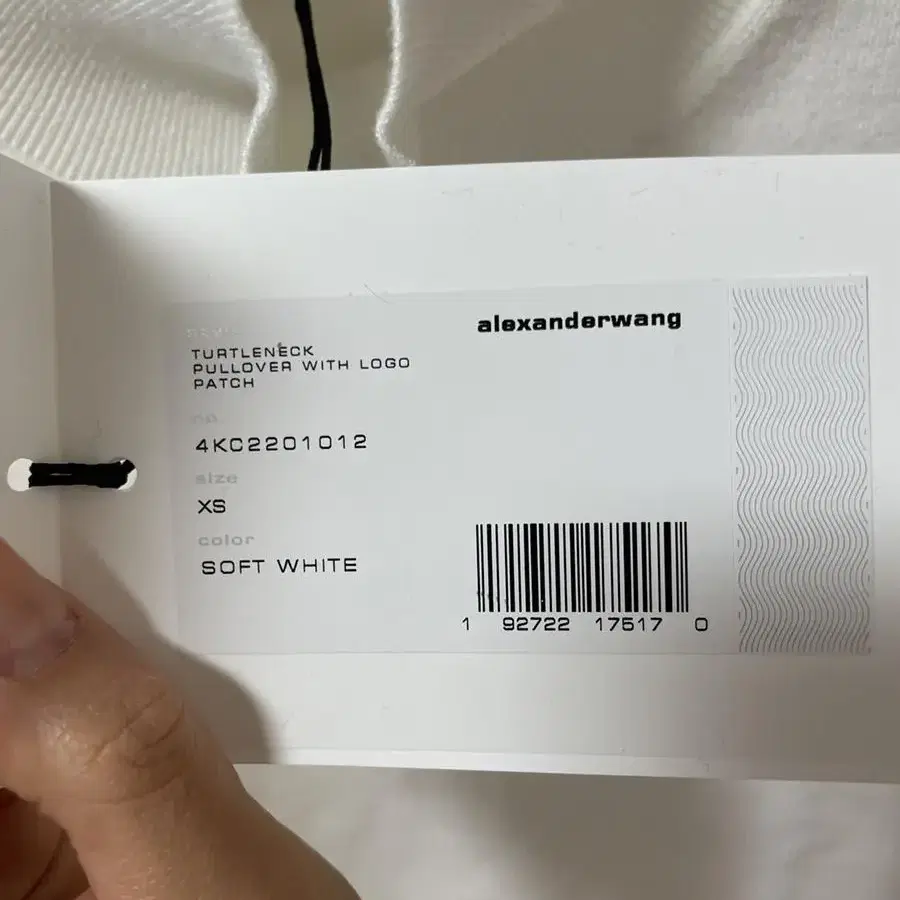 alexanderwang
TURTLENECK
PULLOVER WITH LOGO
PATCH
no
4KC2201012
size
XS
color
SOFT WHITE
1 92722 17517 0